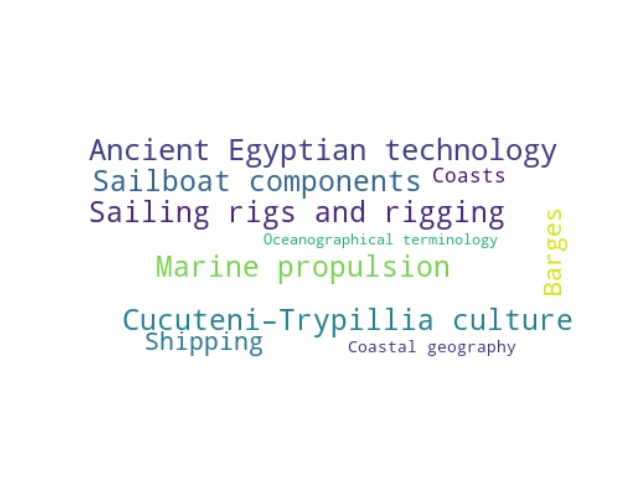 Ancient Egyptian technology
Sailboat components
Coasts
Sailing rigs and rigging
Oceanographical terminology
Barges
Marine propulsion
Cucuteni–Trypillia culture
Shipping
Coastal geography